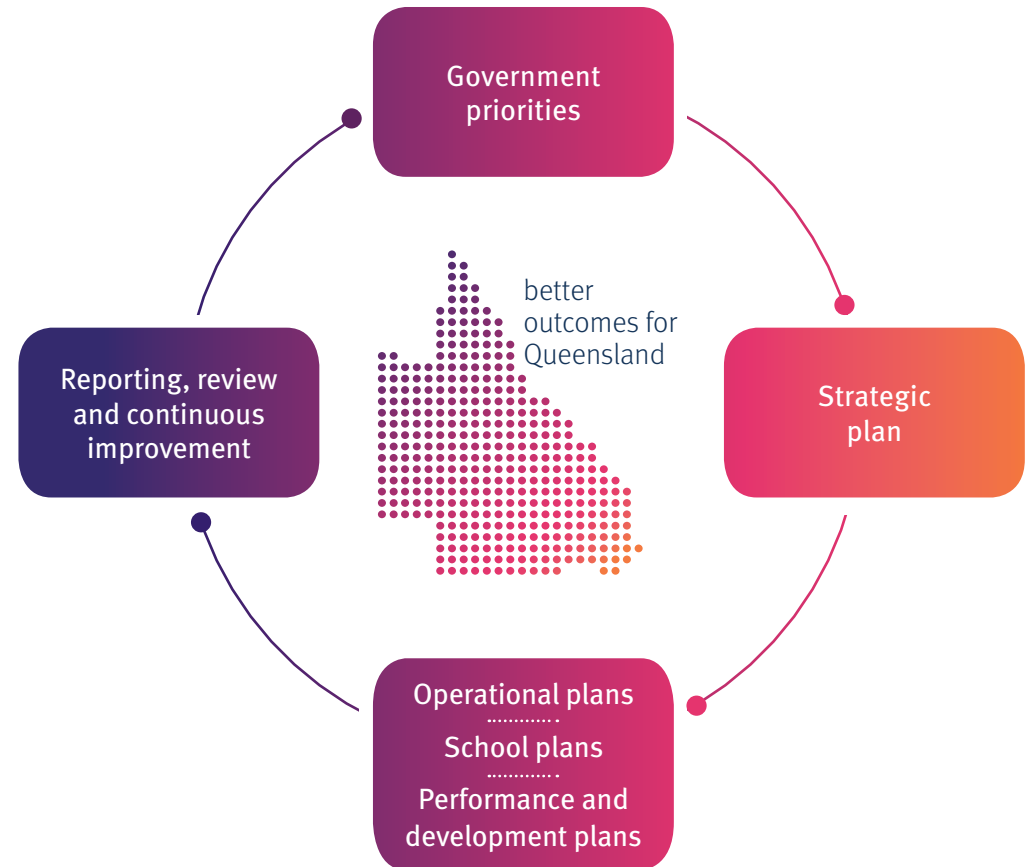 Government
priorities
better
outcomes for
Queensland
Reporting, review
and continuous
improvement
Strategic
plan
Operational plans
School plans
Performance and
development plans